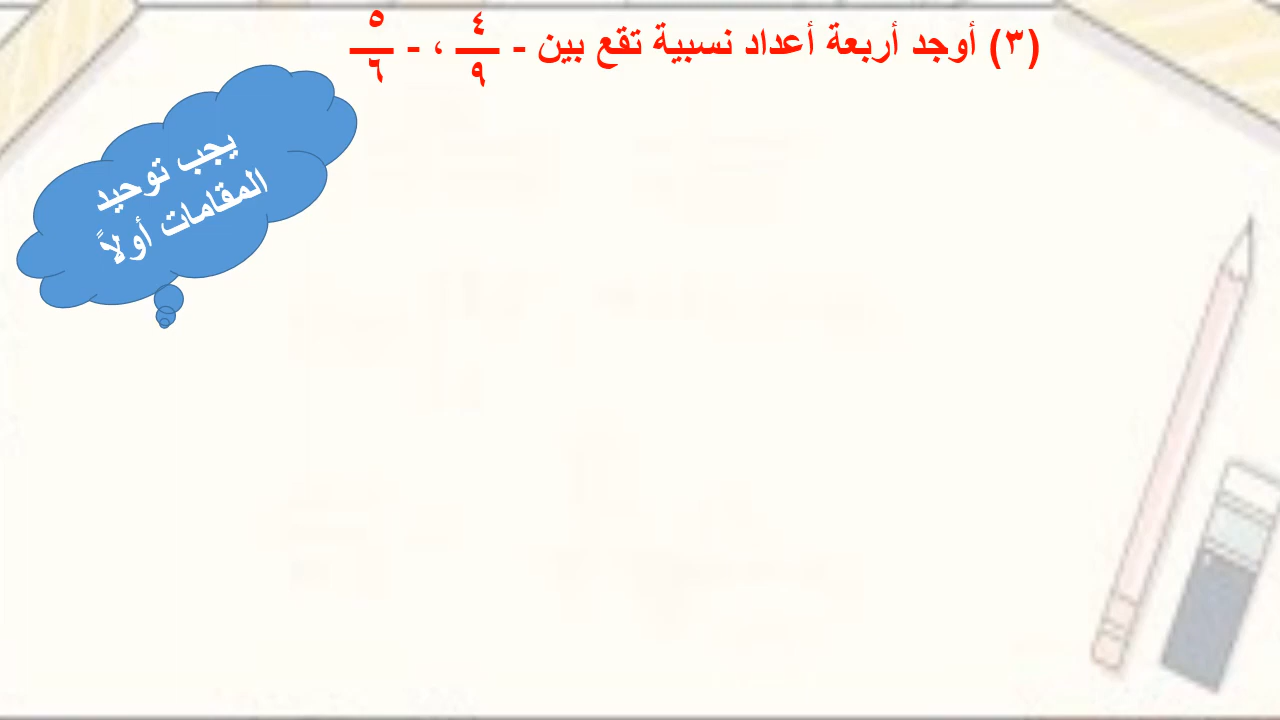 (٣) أوجد أربعة أعداد نسبية تقع بين - ٤/٩ ، - ٥/٦
يجب توحيد
المقامات أولاً